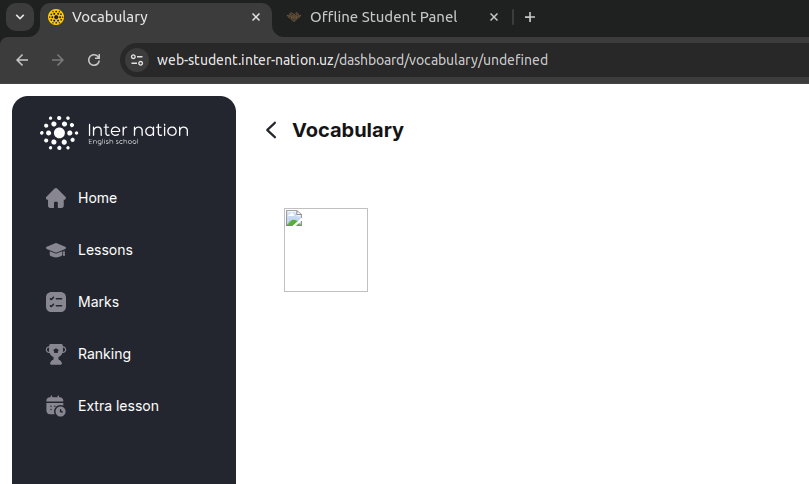 Vocabulary
Offline Student Panel
web-student.inter-nation.uz/dashboard/vocabulary/undefined
Inter nation
English school
Vocabulary
Home
Lessons
Marks
Ranking
Extra lesson